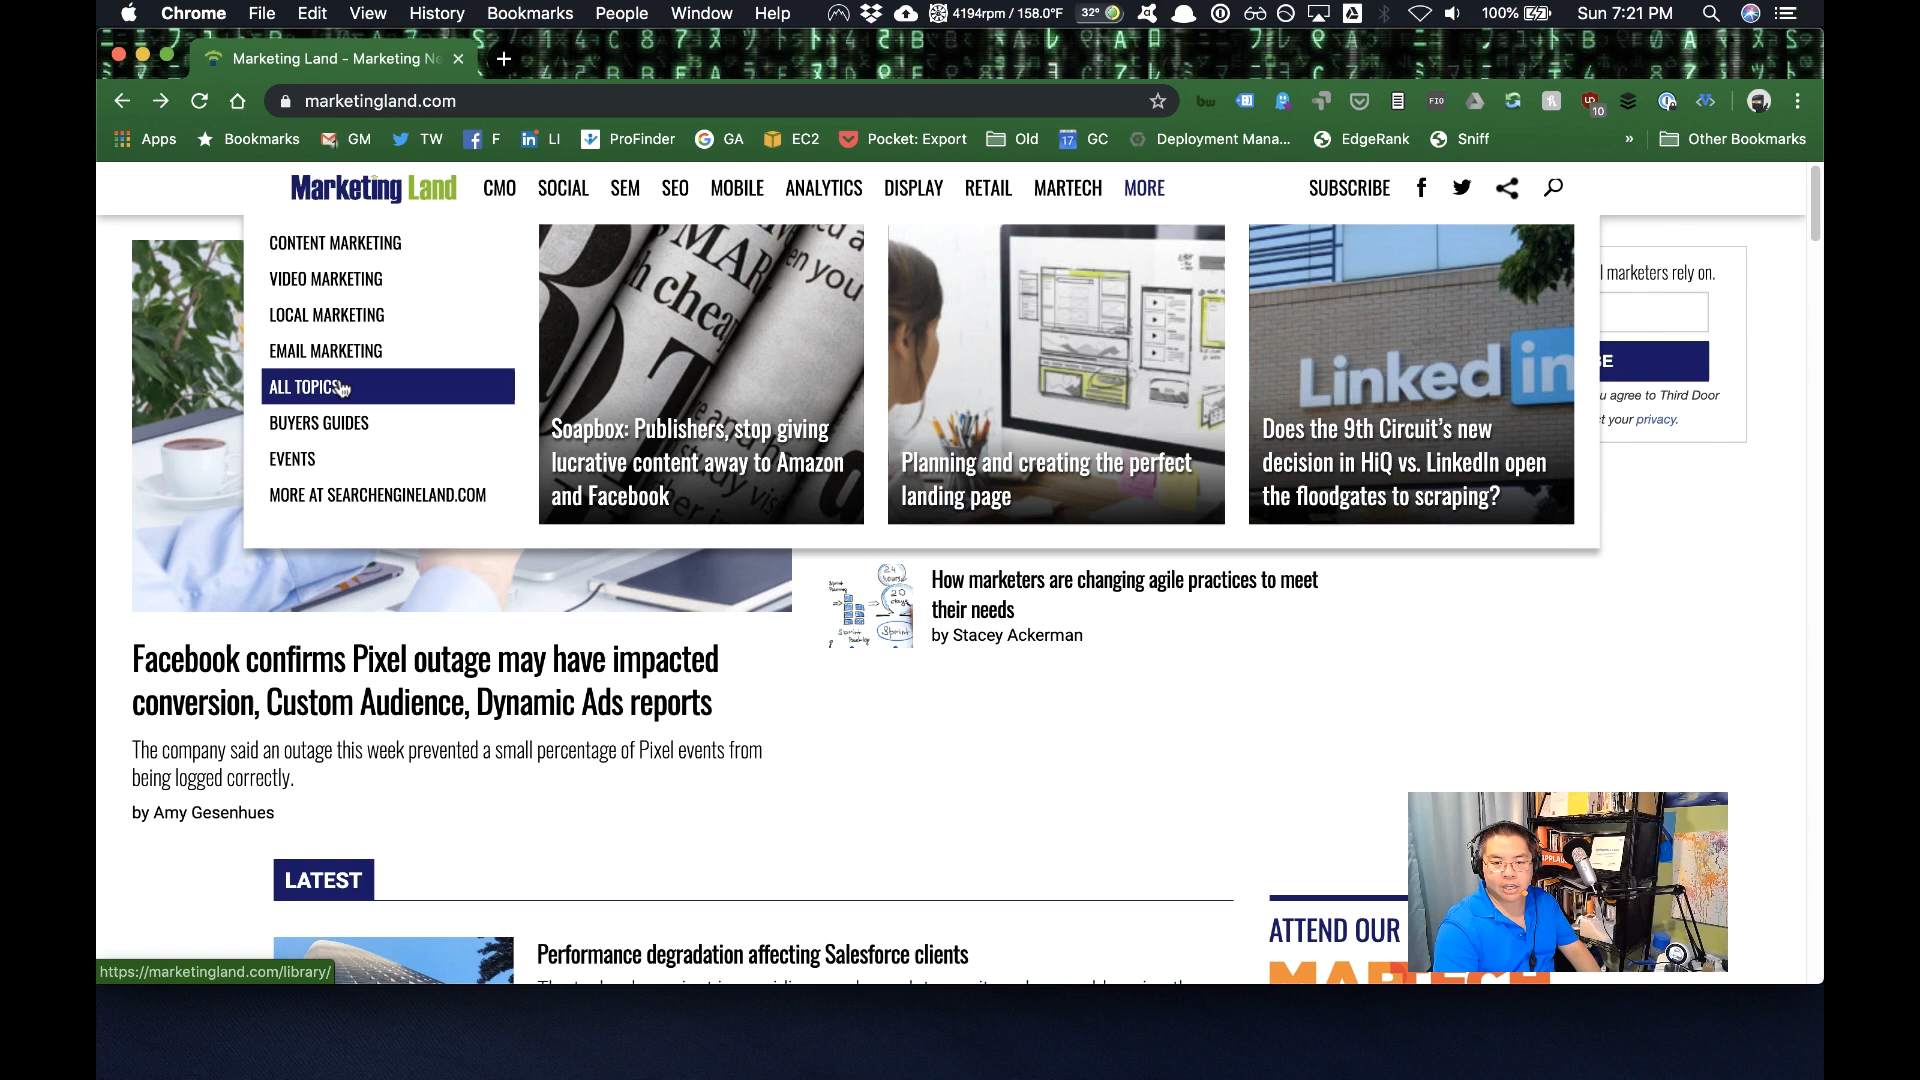 Chrome File Edit View History Bookmarks People Window Help 4194rpm / 158.0°F 32° 100% Sun 7:21 PM
Marketing Land - Marketing Ne
marketingland.com
FIO
10
Apps Bookmarks GM TW F LI ProFinder GA EC2 Pocket: Export Old 17 GC Deployment Mana... EdgeRank Sniff » Other Bookmarks
Marketing Land CMO SOCIAL SEM SEO MOBILE ANALYTICS DISPLAY RETAIL MARTECH MORE SUBSCRIBE
CONTENT MARKETING
VIDEO MARKETING
LOCAL MARKETING
EMAIL MARKETING
ALL TOPICS
BUYERS GUIDES
EVENTS
MORE AT SEARCHENGINELAND.COM
Soapbox: Publishers, stop giving
lucrative content away to Amazon
and Facebook
Planning and creating the perfect
landing page
LinkedIn
Does the 9th Circuit's new
decision in HiQ vs. LinkedIn open
the floodgates to scraping?
l marketers rely on.
BE
u agree to Third Door
ct your privacy.
How marketers are changing agile practices to meet
their needs
by Stacey Ackerman
Facebook confirms Pixel outage may have impacted
conversion, Custom Audience, Dynamic Ads reports
The company said an outage this week prevented a small percentage of Pixel events from
being logged correctly.
by Amy Gesenhues
LATEST
Performance degradation affecting Salesforce clients
ATTEND OUR
MARTECH
https://marketingland.com/library/